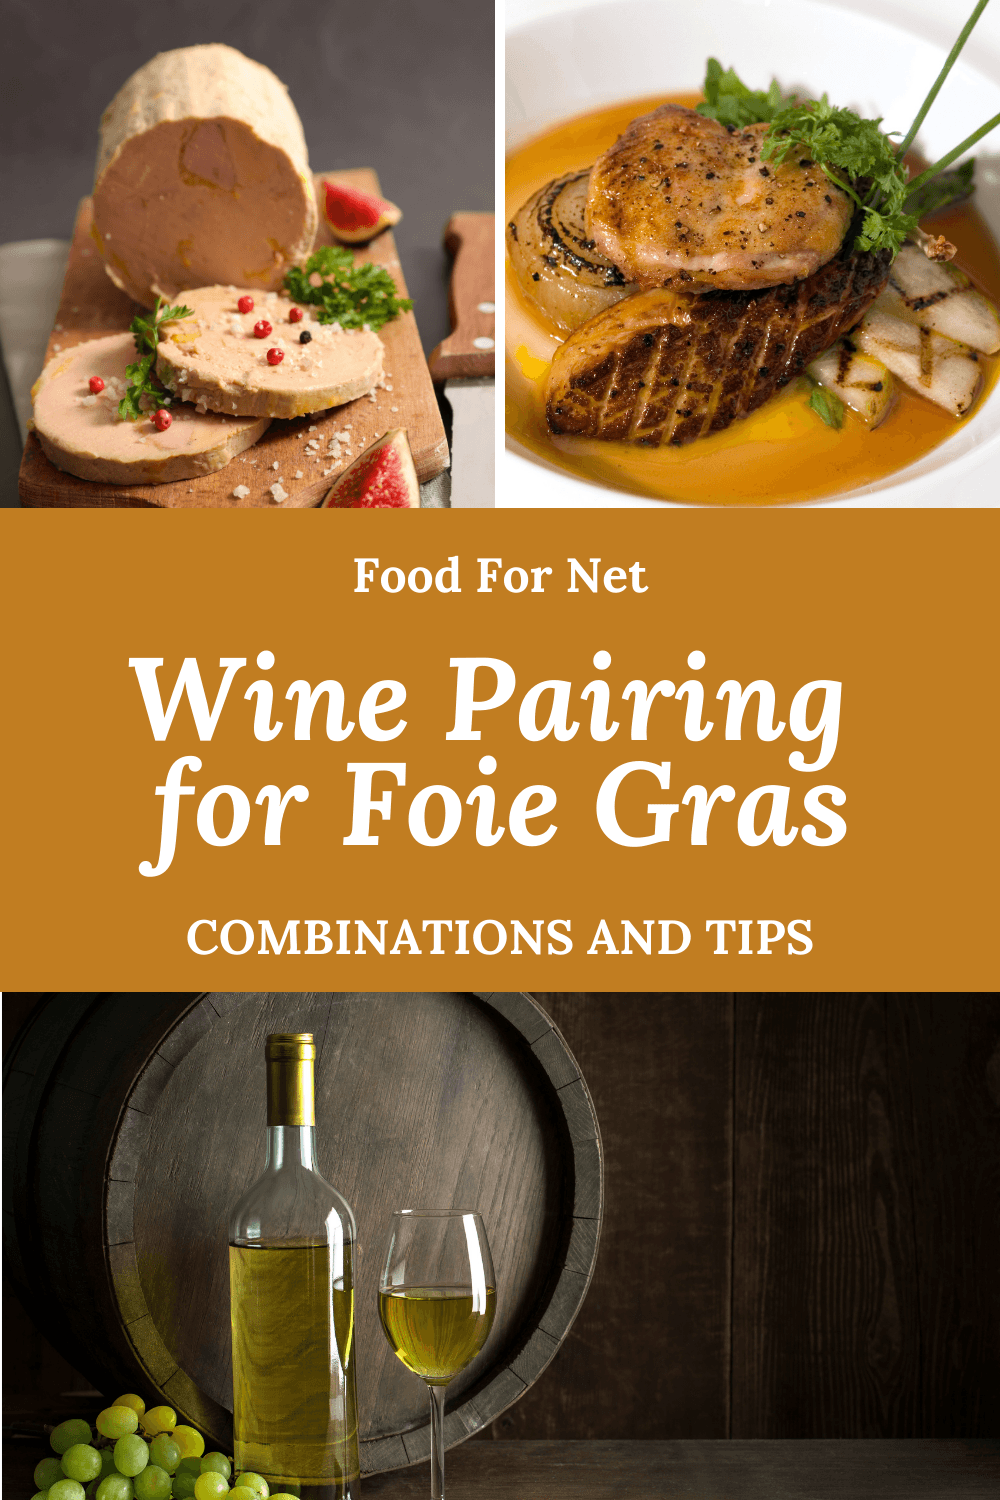 Food For Net
Wine Pairing
for Foie Gras
COMBINATIONS AND TIPS